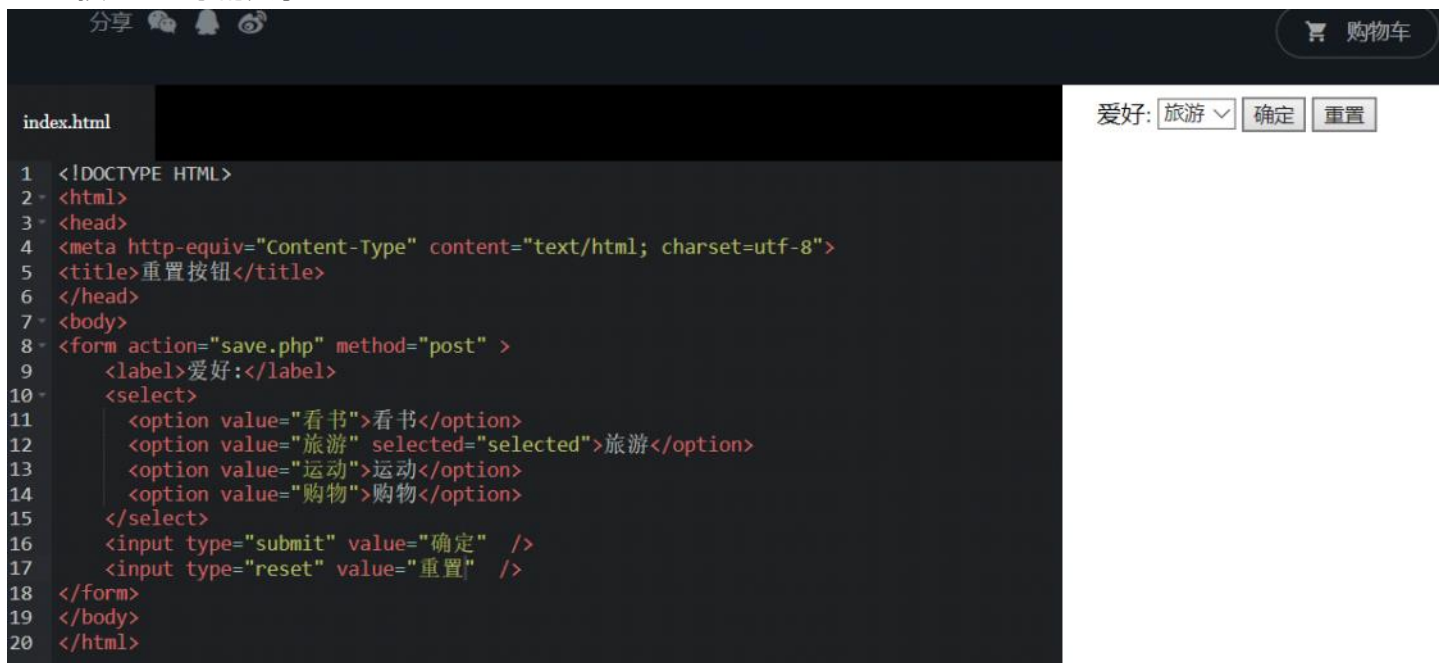 分享
购物车
index.html
爱好: 旅游 确定 重置
1 <!DOCTYPE HTML>
2 <html>
3 <head>
4 <meta http-equiv="Content-Type" content="text/html; charset=utf-8">
5 <title>重置按钮</title>
6 </head>
7 <body>
8 <form action="save.php" method="post" >
9 <label>爱好:</label>
10 <select>
11 <option value="看书">看书</option>
12 <option value="旅游" selected="selected">旅游</option>
13 <option value="运动">运动</option>
14 <option value="购物">购物</option>
15 </select>
16 <input type="submit" value="确定"  />
17 <input type="reset" value="重置"  />
18 </form>
19 </body>
20 </html>